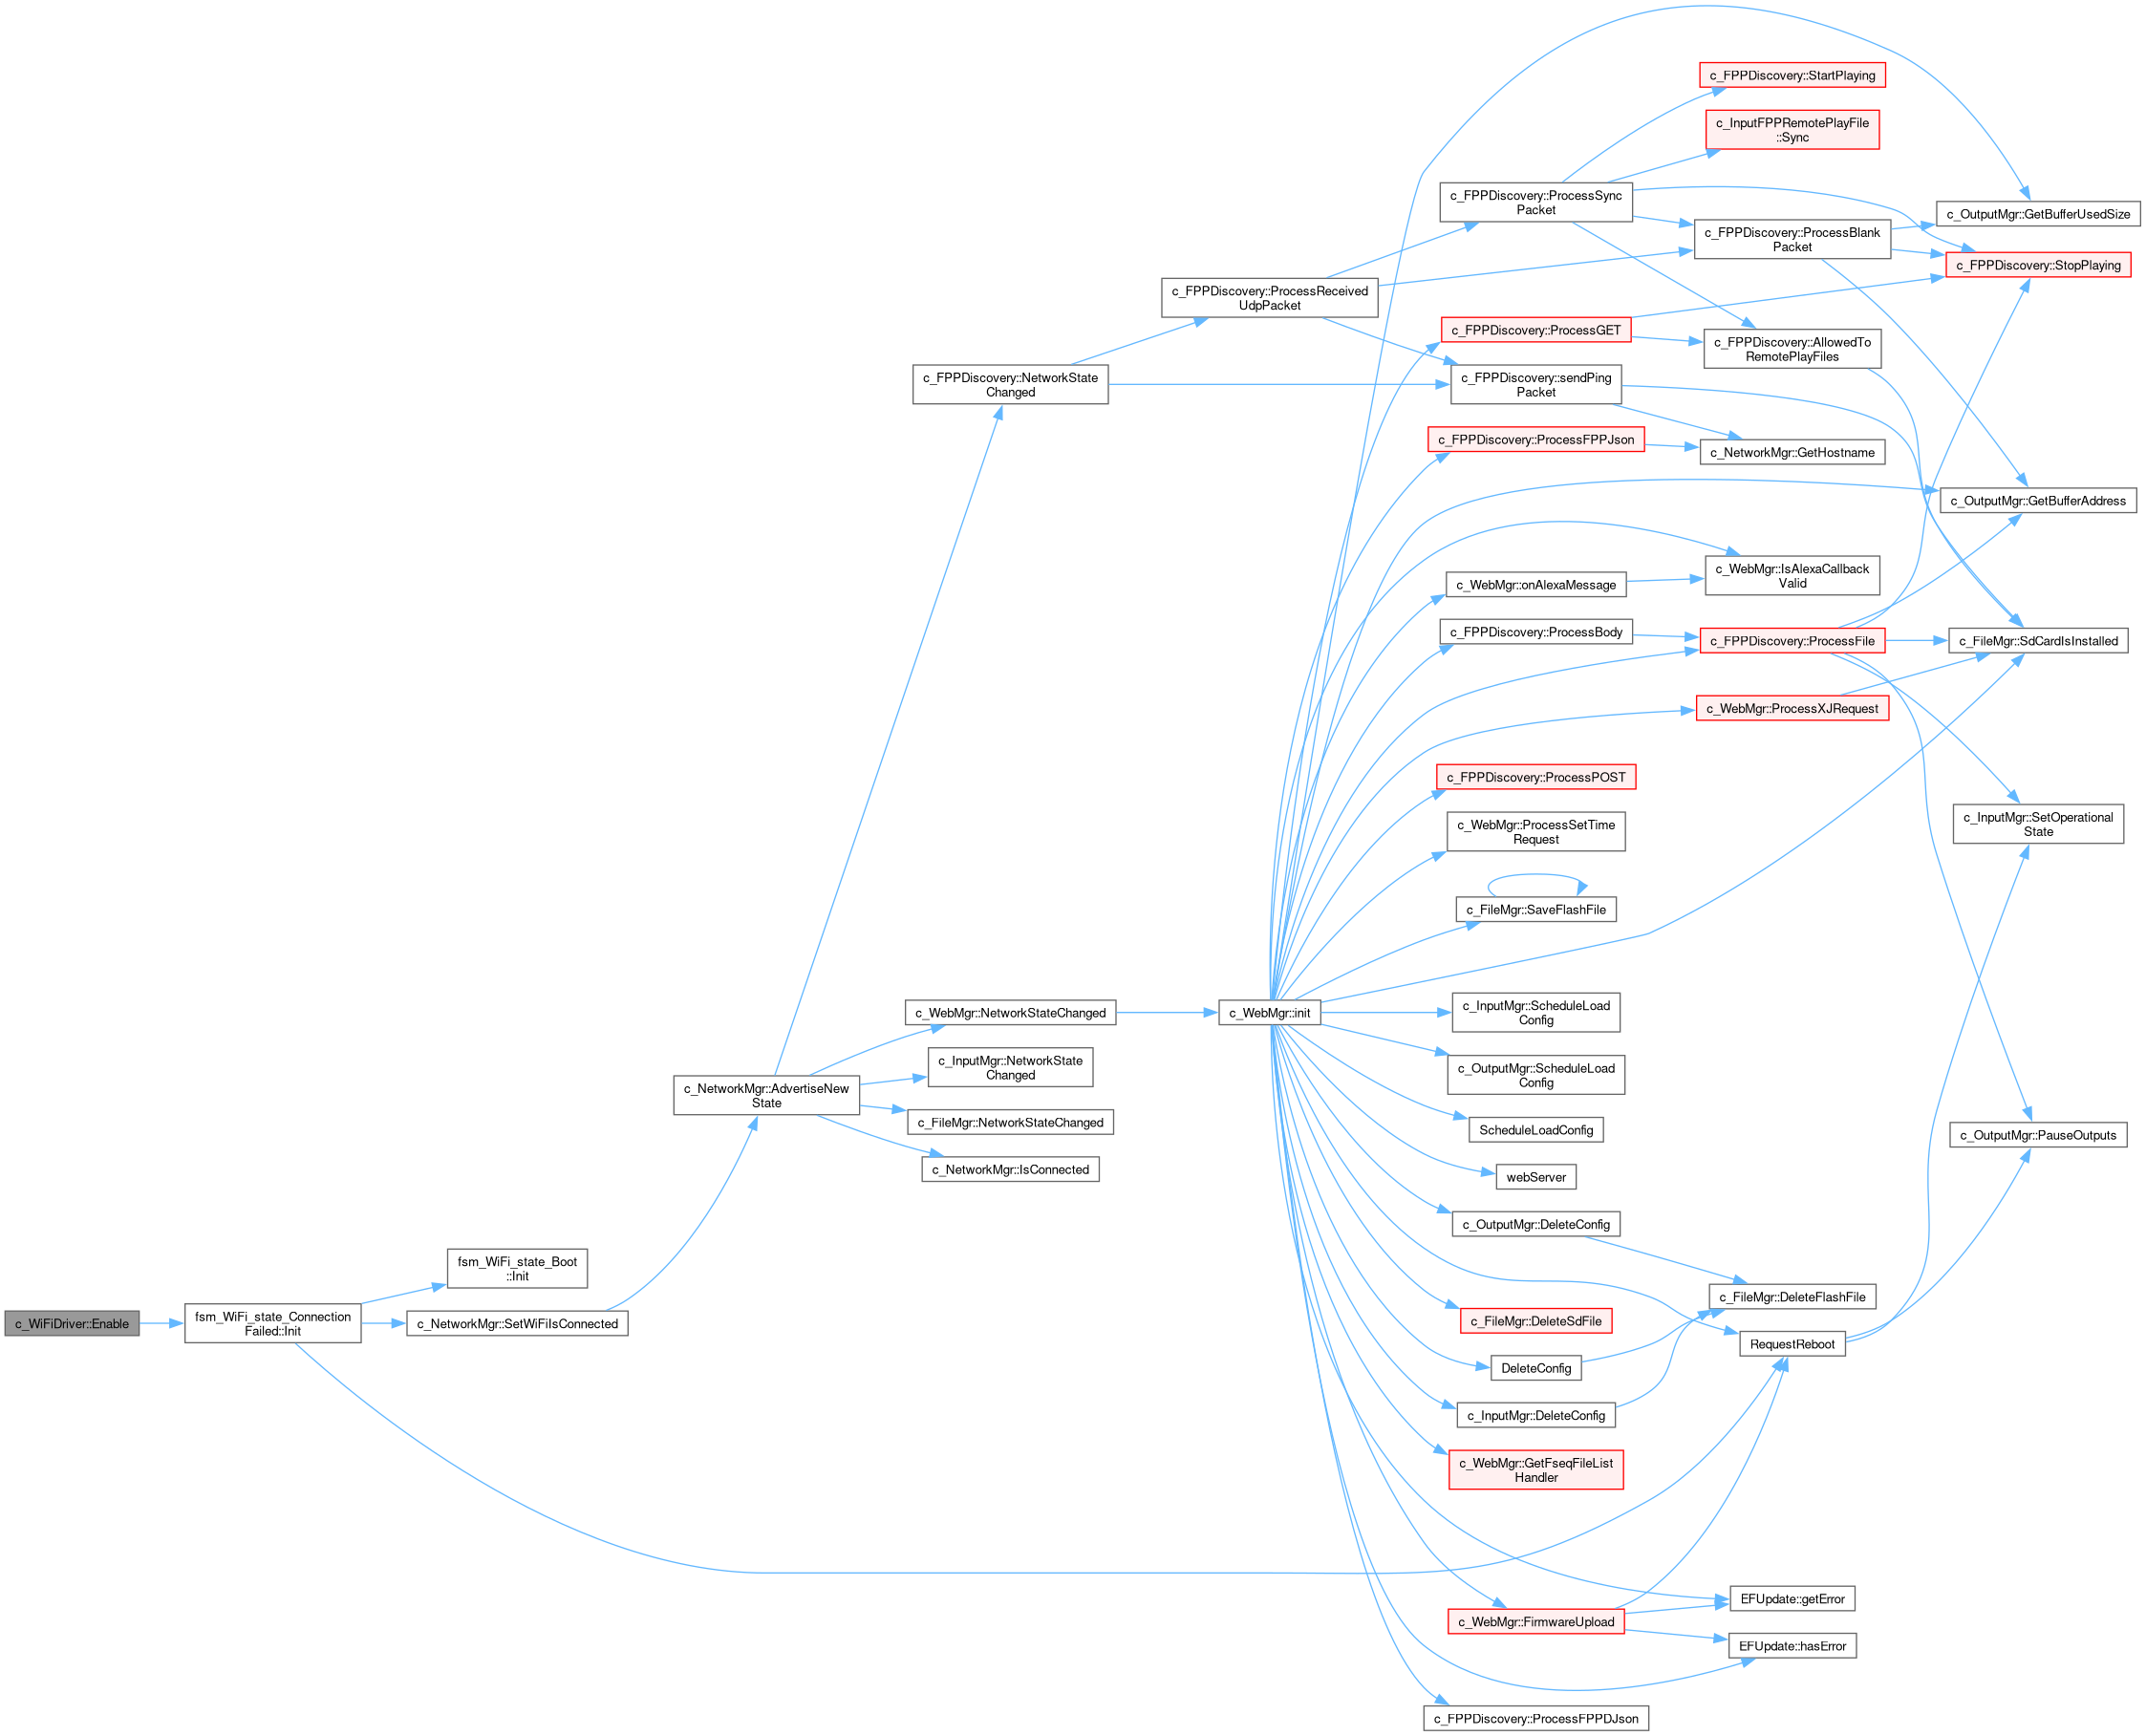 c_WiFiDriver::Enable
fsm_WiFi_state_Connection
Failed::Init
fsm_WiFi_state_Boot
::Init
c_NetworkMgr::SetWiFiIsConnected
c_NetworkMgr::AdvertiseNew
State
c_FPPDiscovery::NetworkState
Changed
c_WebMgr::NetworkStateChanged
c_InputMgr::NetworkState
Changed
c_FileMgr::NetworkStateChanged
c_NetworkMgr::IsConnected
c_FPPDiscovery::ProcessReceived
UdpPacket
c_WebMgr::init
c_FPPDiscovery::ProcessSync
Packet
c_FPPDiscovery::ProcessGET
c_FPPDiscovery::sendPing
Packet
c_FPPDiscovery::ProcessFPPJson
c_WebMgr::onAlexaMessage
c_FPPDiscovery::ProcessBody
c_FPPDiscovery::ProcessPOST
c_WebMgr::ProcessSetTime
Request
c_FileMgr::SaveFlashFile
c_InputMgr::ScheduleLoad
Config
c_OutputMgr::ScheduleLoad
Config
ScheduleLoadConfig
webServer
c_OutputMgr::DeleteConfig
c_FileMgr::DeleteSdFile
DeleteConfig
c_InputMgr::DeleteConfig
c_WebMgr::GetFseqFileList
Handler
c_WebMgr::FirmwareUpload
c_FPPDiscovery::ProcessFPPDJson
c_FPPDiscovery::StartPlaying
c_InputFPPRemotePlayFile
::Sync
c_FPPDiscovery::ProcessBlank
Packet
c_FPPDiscovery::AllowedTo
RemotePlayFiles
c_NetworkMgr::GetHostname
c_WebMgr::IsAlexaCallback
Valid
c_FPPDiscovery::ProcessFile
c_WebMgr::ProcessXJRequest
c_FileMgr::DeleteFlashFile
RequestReboot
EFUpdate::getError
EFUpdate::hasError
c_OutputMgr::GetBufferUsedSize
c_FPPDiscovery::StopPlaying
c_OutputMgr::GetBufferAddress
c_FileMgr::SdCardIsInstalled
c_InputMgr::SetOperational
State
c_OutputMgr::PauseOutputs